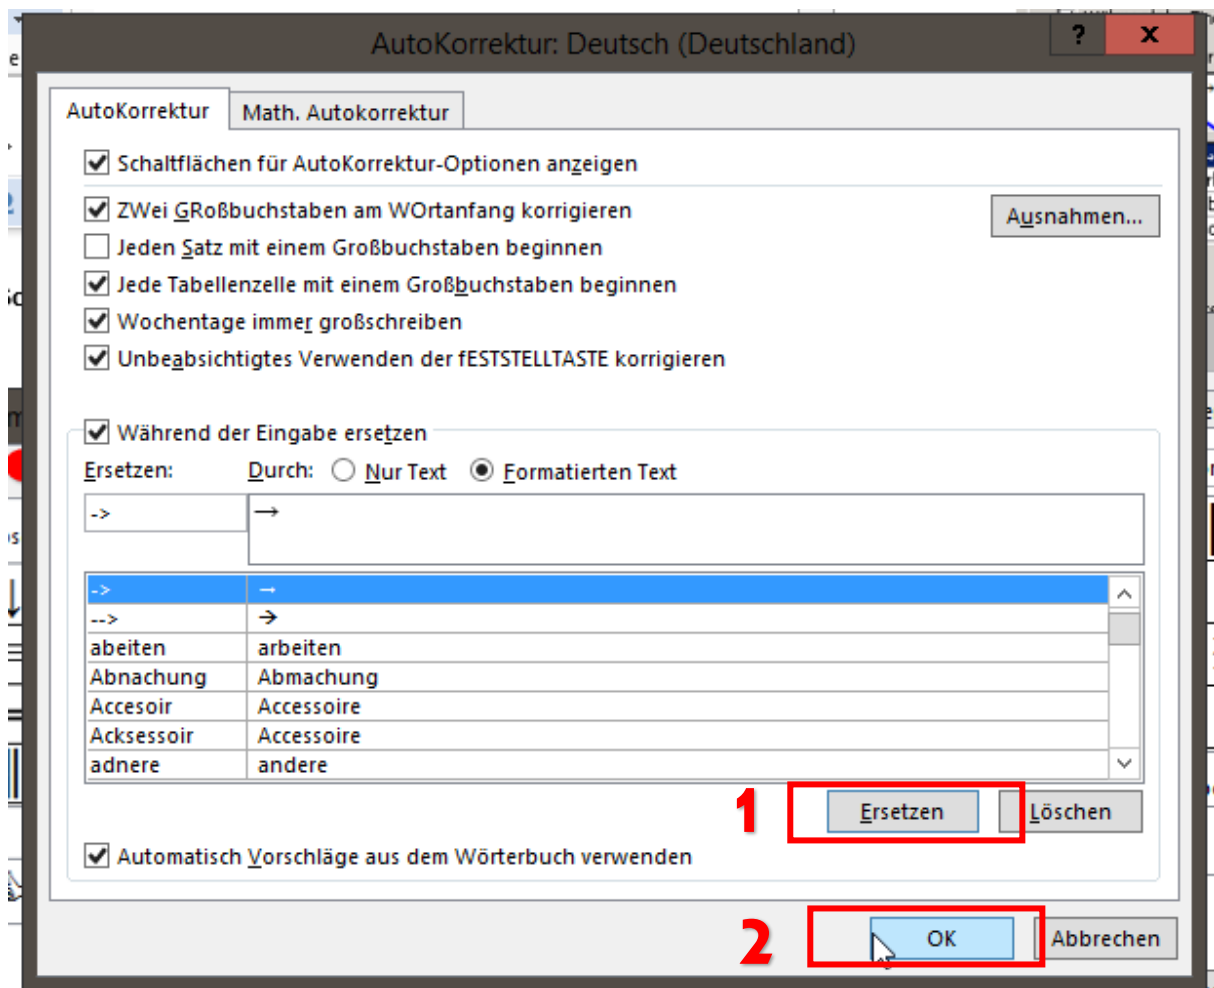 AutoKorrektur: Deutsch (Deutschland)
? x
AutoKorrektur Math. Autokorrektur
Schaltflächen für AutoKorrektur-Optionen anzeigen
ZWei GRoßbuchstaben am WOrtanfang korrigieren
Ausnahmen...
Jeden Satz mit einem Großbuchstaben beginnen
Jede Tabellenzelle mit einem Großbuchstaben beginnen
Wochentage immer großschreiben
Unbeabsichtigtes Verwenden der fESTSTELLTASTE korrigieren
Während der Eingabe ersetzen
Ersetzen: Durch: Nur Text Formatierten Text
-> →
-> →
--> →
abeiten arbeiten
Abnachung Abmachung
Accesoir Accessoire
Acksessoir Accessoire
adnere andere
1 Ersetzen Löschen
Automatisch Vorschläge aus dem Wörterbuch verwenden
2 OK Abbrechen